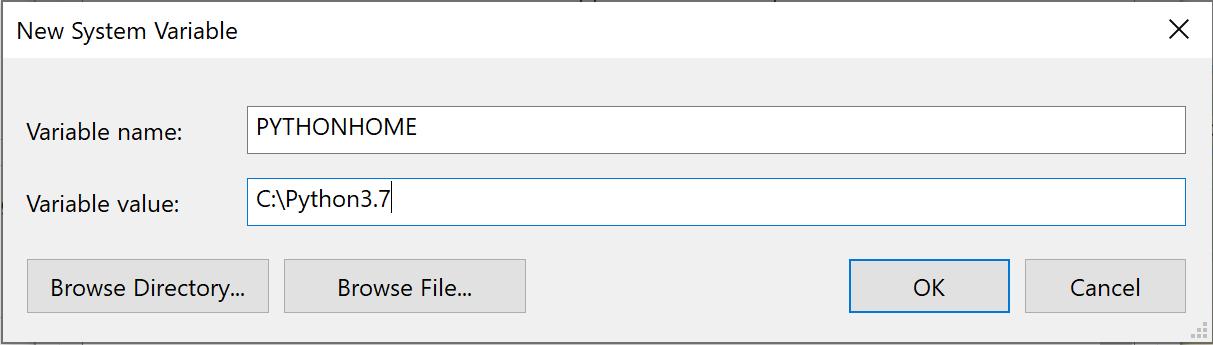 New System Variable
Variable name:
PYTHONHOME
Variable value:
C:\Python3.7
Browse Directory...
Browse File...
OK
Cancel